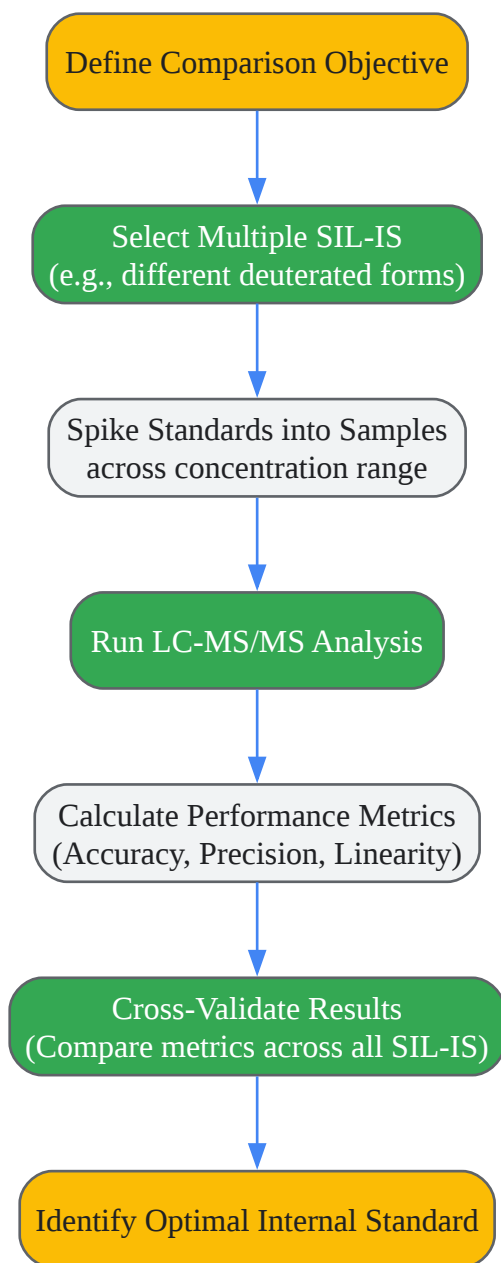 Define Comparison Objective
Select Multiple SIL-IS
(e.g., different deuterated forms)
Spike Standards into Samples
across concentration range
Run LC-MS/MS Analysis
Calculate Performance Metrics
(Accuracy, Precision, Linearity)
Cross-Validate Results
(Compare metrics across all SIL-IS)
Identify Optimal Internal Standard